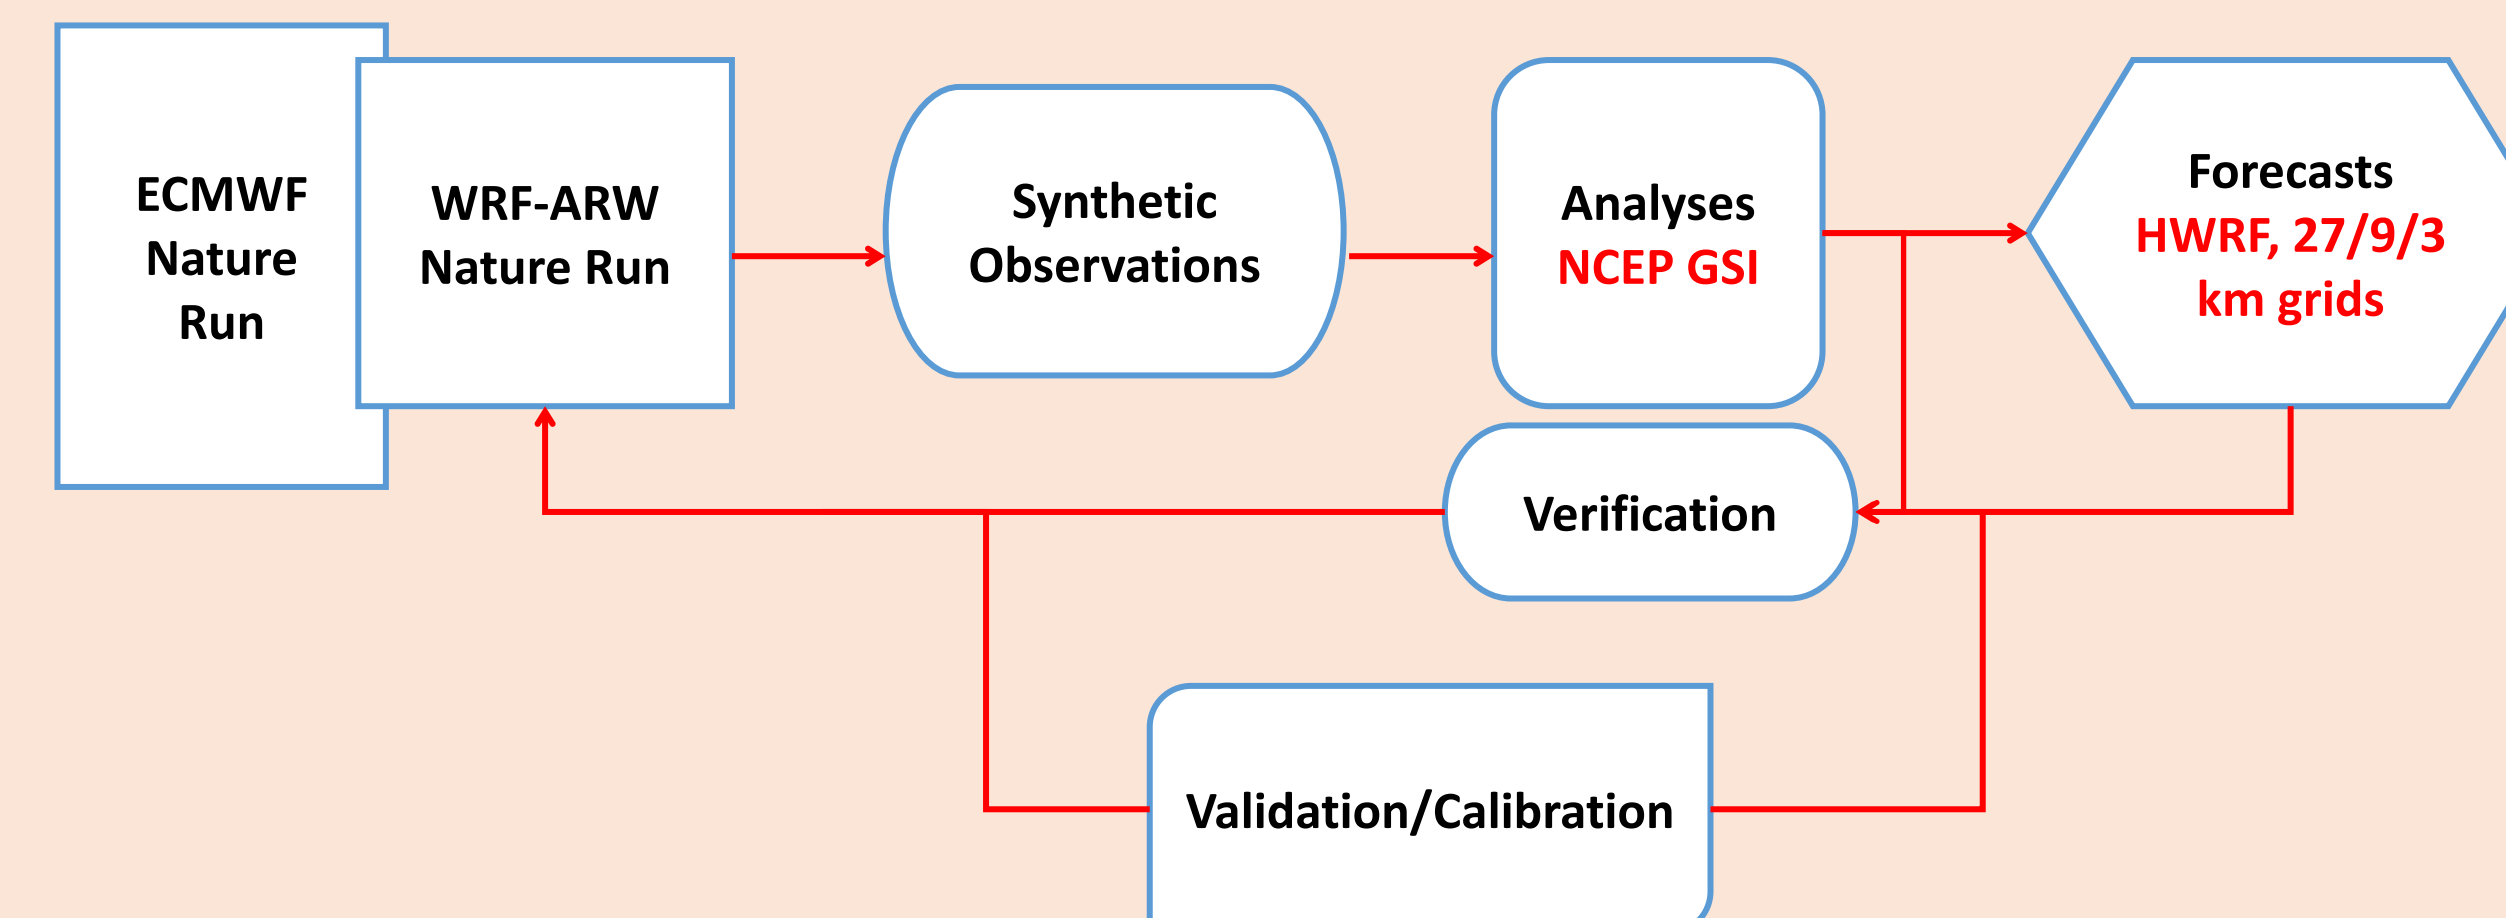 ECMWF
Nature
Run
WRF-ARW
Nature Run
Synthetic
Observations
Analyses
NCEP GSI
Forecasts
HWRF, 27/9/3
km grids
Verification
Validation/Calibration